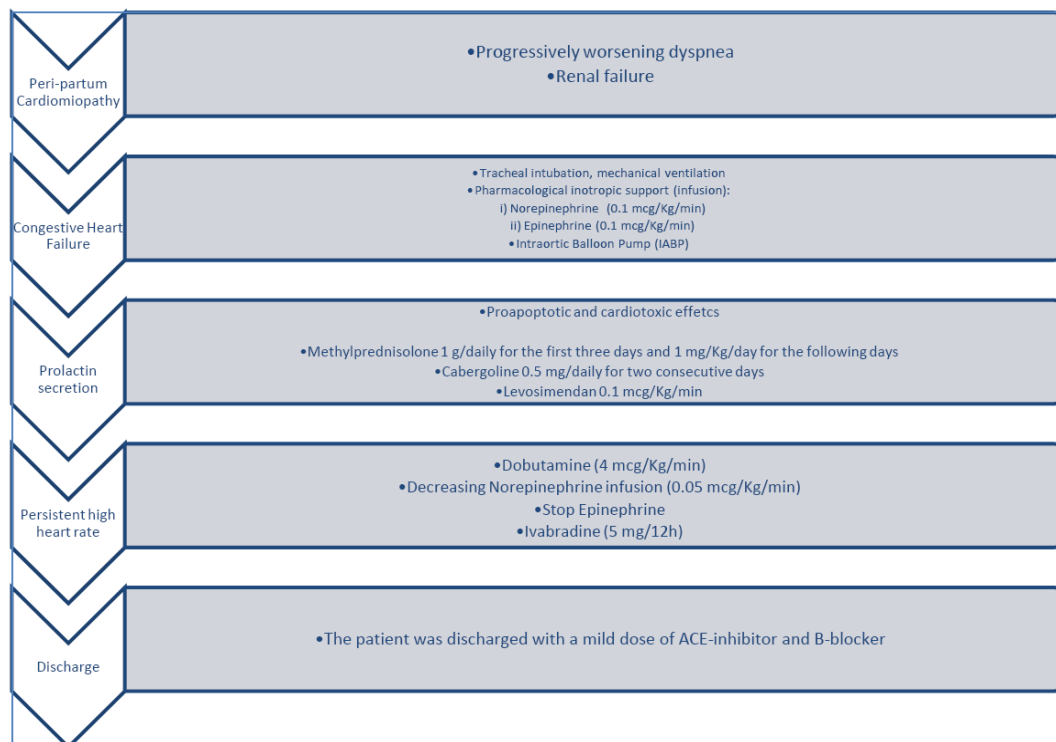 Peri-partum
Cardiomiopathy
•Progressively worsening dyspnea
•Renal failure
Congestive Heart
Failure
•Tracheal intubation, mechanical ventilation
•Pharmacological inotropic support (infusion):
i) Norepinephrine (0.1 mcg/Kg/min)
ii) Epinephrine (0.1 mcg/Kg/min)
•Intraortic Balloon Pump (IABP)
Prolactin
secretion
•Proapoptotic and cardiotoxic effetcs
•Methylprednisolone 1 g/daily for the first three days and 1 mg/Kg/day for the following days
•Cabergoline 0.5 mg/daily for two consecutive days
•Levosimendan 0.1 mcg/Kg/min
Persistent high
heart rate
•Dobutamine (4 mcg/Kg/min)
•Decreasing Norepinephrine infusion (0.05 mcg/Kg/min)
•Stop Epinephrine
•Ivabradine (5 mg/12h)
Discharge
•The patient was discharged with a mild dose of ACE-inhibitor and B-blocker